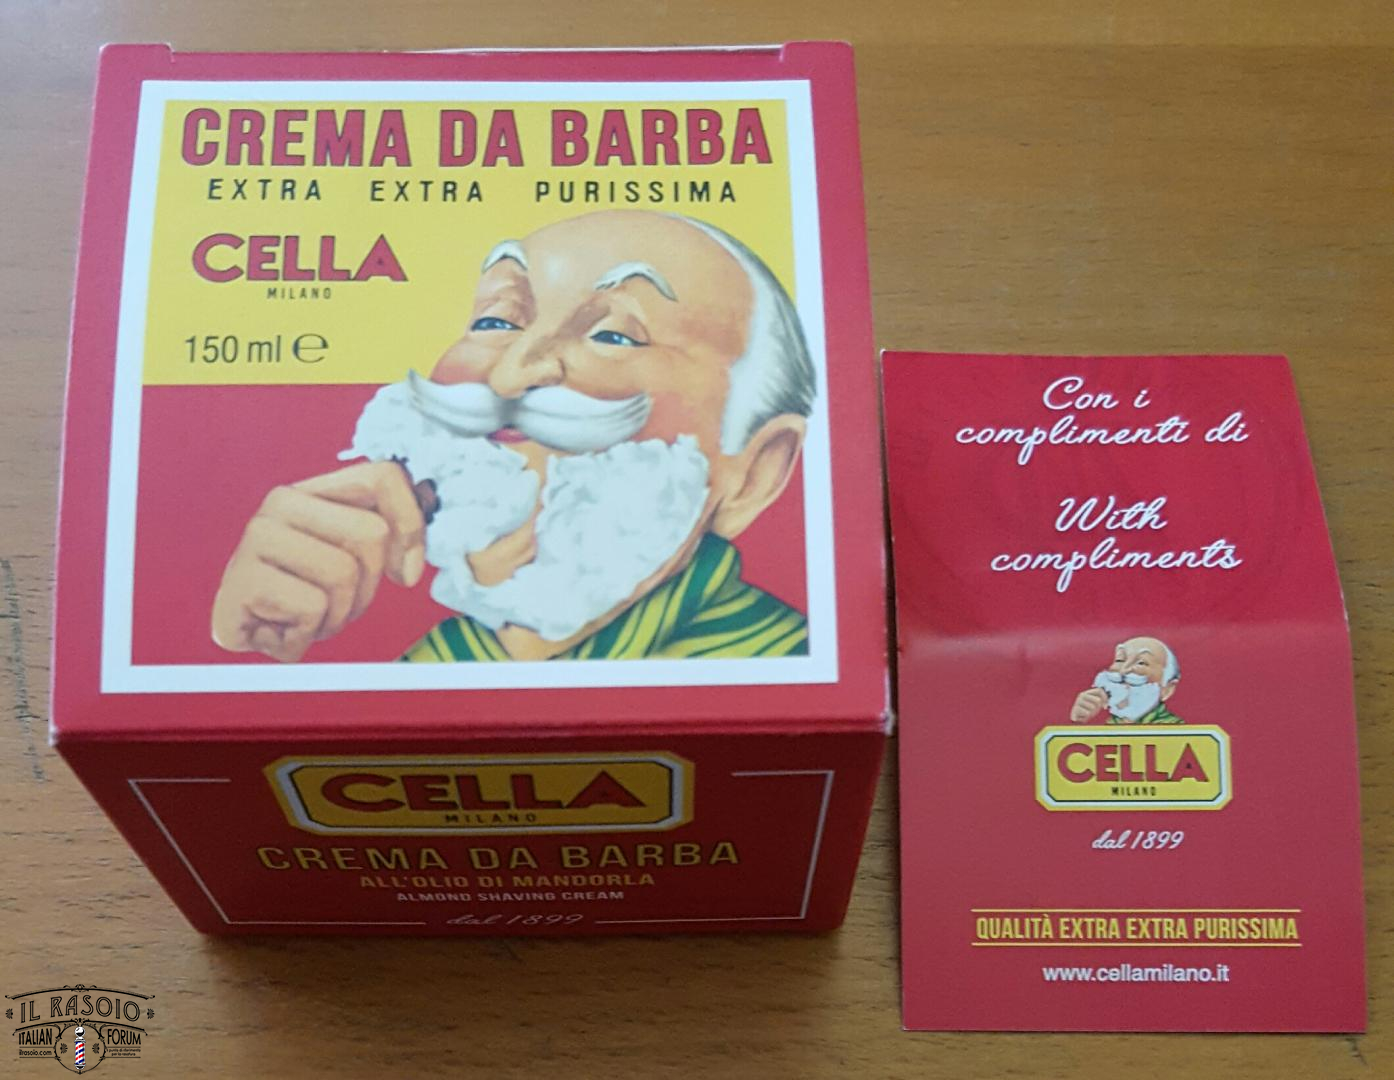 CREMA DA BARBA
EXTRA EXTRA PURISSIMA
CELLA
MILANO
150 ml ℮
CELLA
MILANO
CREMA DA BARBA
ALL'OLIO DI MANDORLA
ALMOND SHAVING CREAM
dal 1899
Con i
complimenti di
With
compliments
CELLA
MILANO
dal 1899
QUALITÀ EXTRA EXTRA PURISSIMA
www.cellamilano.it
IL RASOIO
ITALIAN FORUM
ilrasoio.com